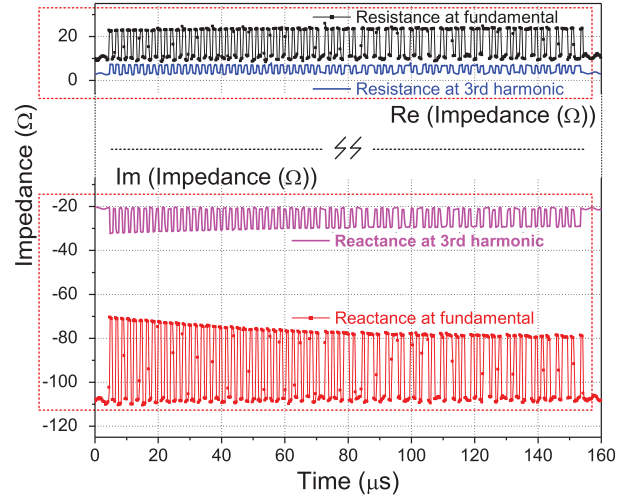 Resistance at fundamental
20
0
Resistance at 3rd harmonic
Re (Impedance (Ω))
Im (Impedance (Ω))
Impedance (Ω)
-20
Reactance at 3rd harmonic
-40
-60
Reactance at fundamental
-80
-100
-120
0 20 40 60 80 100 120 140 160
Time (μs)